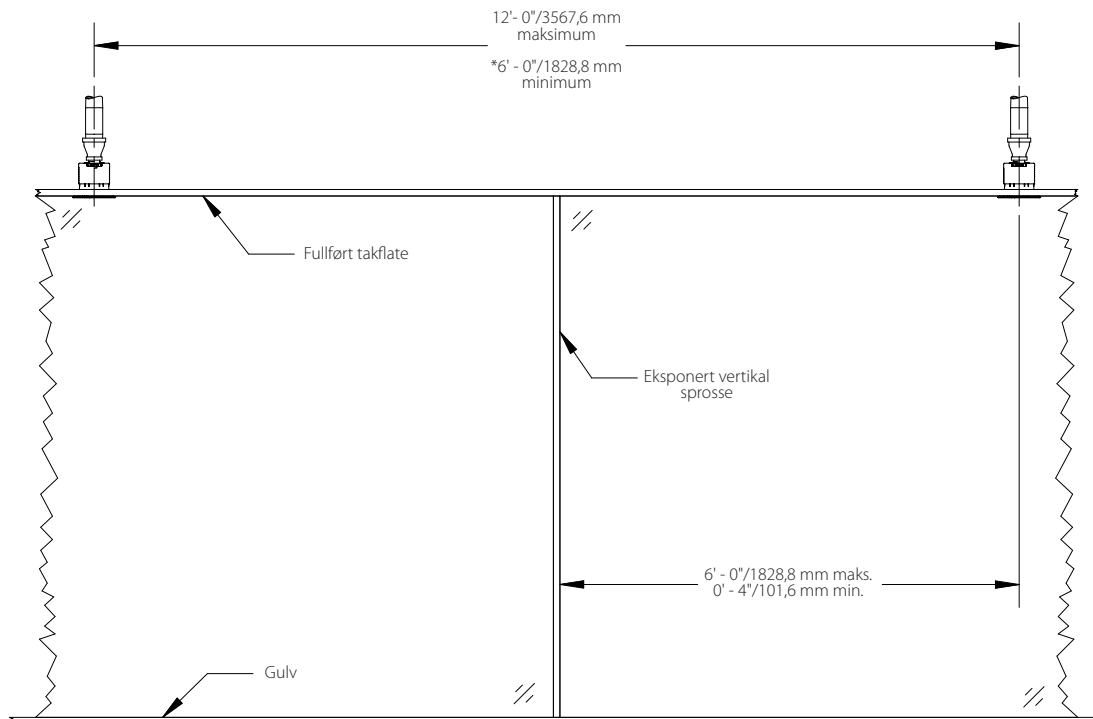 12'- 0"/3567,6 mm
maksimum
*6' - 0"/1828,8 mm
minimum
Fullført takflate
Eksponert vertikal
sprosse
6' - 0"/1828,8 mm maks.
0' - 4"/101,6 mm min.
Gulv